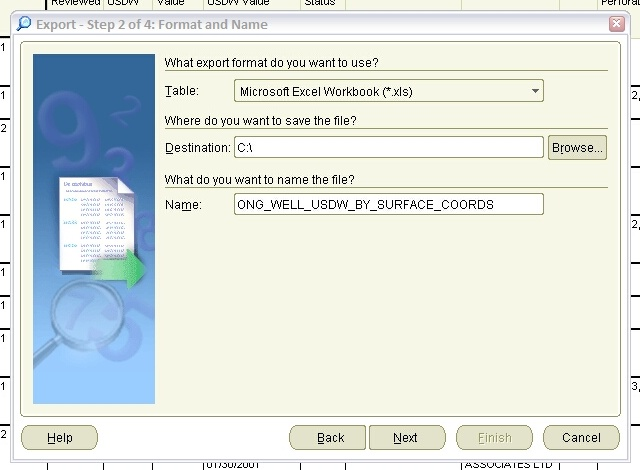 Reviewed USDW Value USDW Value Status Perforat
Export - Step 2 of 4: Format and Name
What export format do you want to use?
Table: Microsoft Excel Workbook (*.xls)
Where do you want to save the file?
Destination: C:\ Browse...
What do you want to name the file?
Name: ONG_WELL_USDW_BY_SURFACE_COORDS
Help Back Next Finish Cancel
01/30/2001 ASSOCIATES LTD